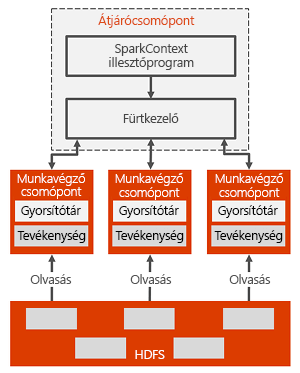 Átjárócsomópont
SparkContext
illesztőprogram
Fürtkezelő
Munkavégző
csomópont
Gyorsítótár
Tevékenység
Munkavégző
csomópont
Gyorsítótár
Tevékenység
Munkavégző
csomópont
Gyorsítótár
Tevékenység
Olvasás
Olvasás
Olvasás
HDFS